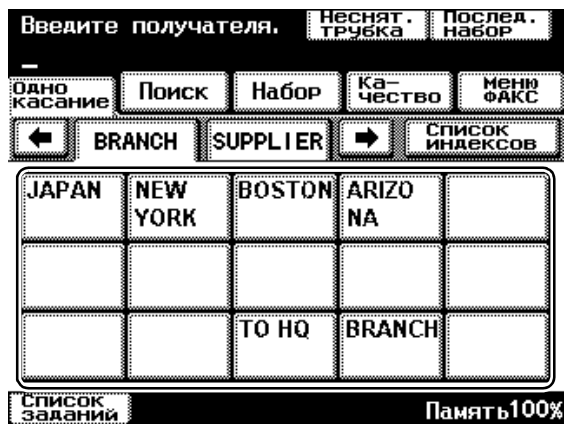 Введите получателя.
Неснят.
трубка
Послед.
набор
Одно
касание
Поиск
Набор
Ка-
чество
Меню
ФАКС
BRANCH
SUPPLIER
Список
индексов
JAPAN
NEW
YORK
BOSTON
ARIZO
NA
TO HQ
BRANCH
Список
заданий
Память100%